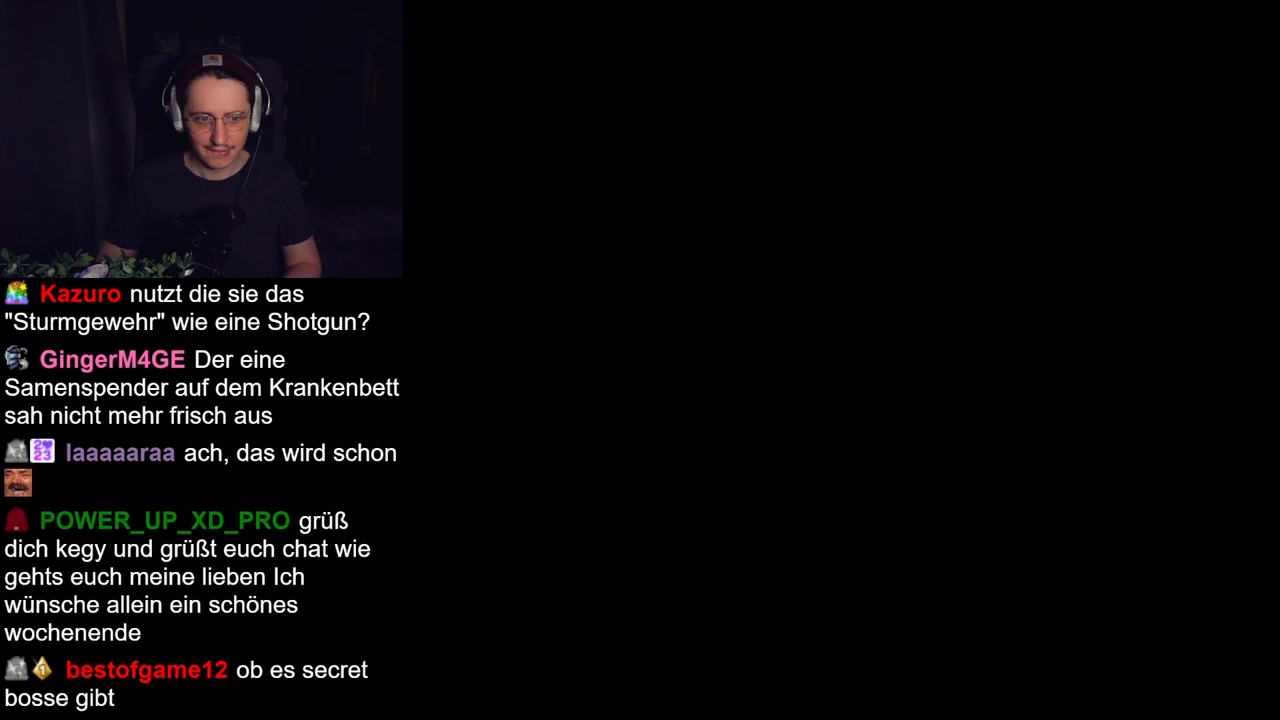 Kazuro nutzt die sie das
"Sturmgewehr" wie eine Shotgun?
GingerM4GE Der eine
Samenspender auf dem Krankenbett
sah nicht mehr frisch aus
laaaaaraa ach, das wird schon
POWER_UP_XD_PRO grüß
dich kegy und grüßt euch chat wie
gehts euch meine lieben Ich
wünsche allein ein schönes
wochenende
bestofgame12 ob es secret
bosse gibt